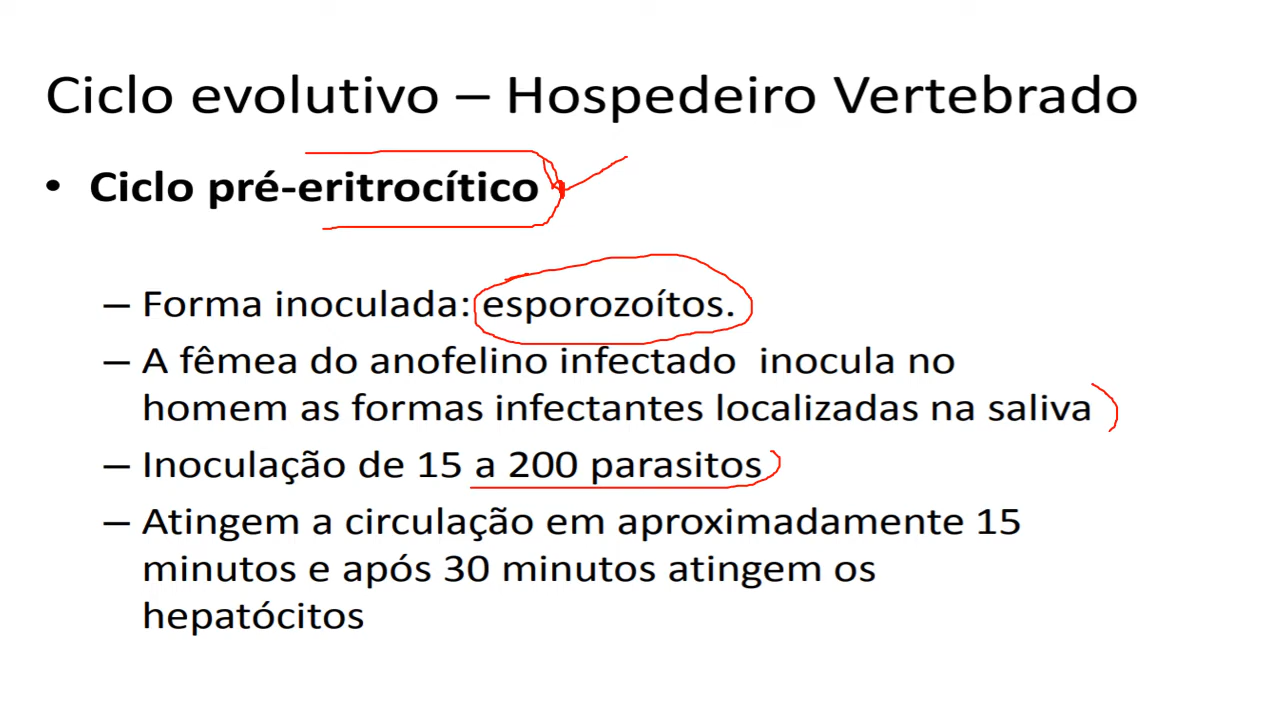 Ciclo evolutivo – Hospedeiro Vertebrado
• Ciclo pré-eritrocítico
– Forma inoculada: esporozoítos.
– A fêmea do anofelino infectado inocula no
homem as formas infectantes localizadas na saliva
– Inoculação de 15 a 200 parasitos
– Atingem a circulação em aproximadamente 15
minutos e após 30 minutos atingem os
hepatócitos